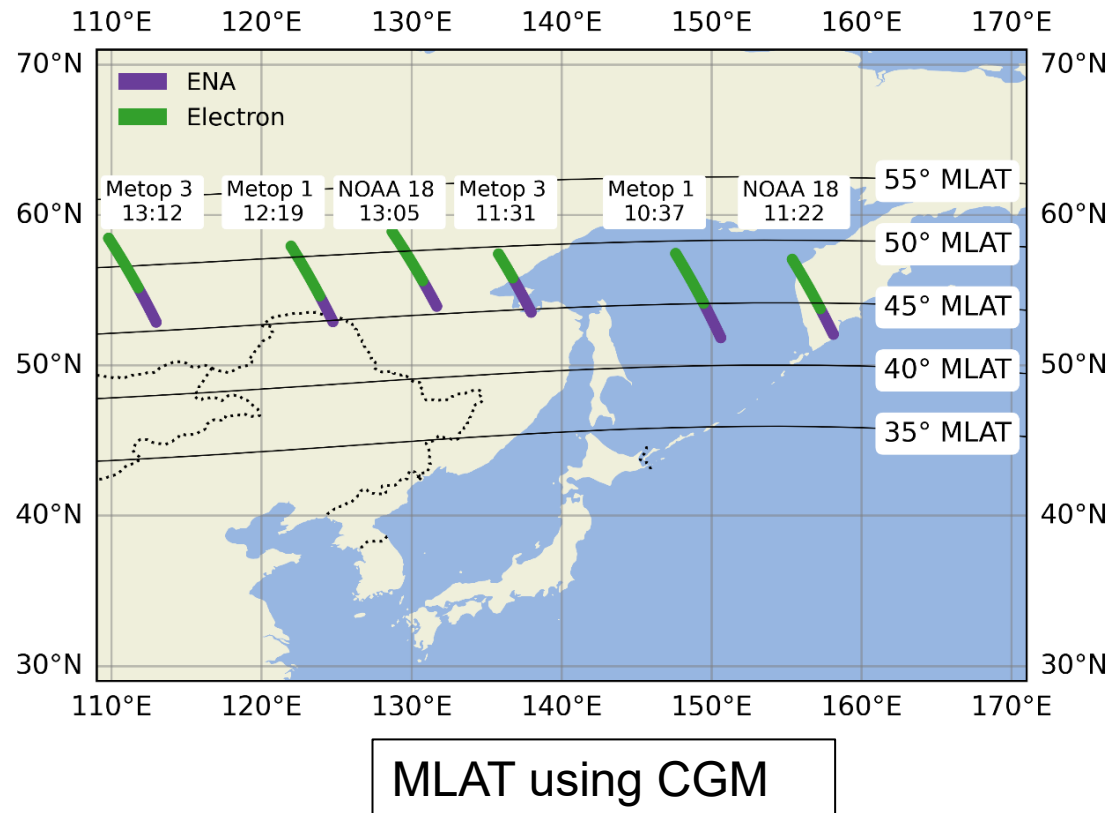 110°E 120°E 130°E 140°E 150°E 160°E 170°E
70°N 70°N
ENA
Electron
Metop 3
13:12
Metop 1
12:19
NOAA 18
13:05
Metop 3
11:31
Metop 1
10:37
NOAA 18
11:22
55° MLAT
60°N 60°N
50° MLAT
45° MLAT
50°N 50°N
40° MLAT
35° MLAT
40°N 40°N
30°N 30°N
110°E 120°E 130°E 140°E 150°E 160°E 170°E
MLAT using CGM